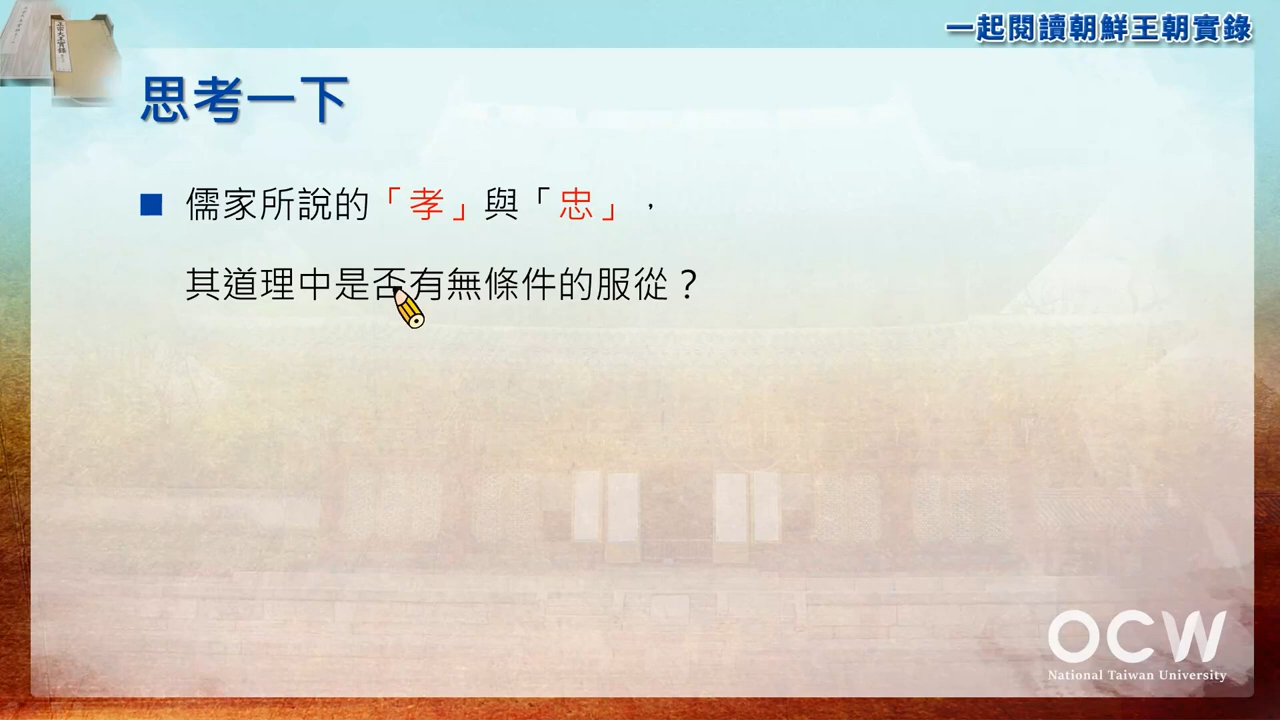 一起閱讀朝鮮王朝實錄
思考一下
儒家所說的「孝」與「忠」，
其道理中是否有無條件的服從？
OCW
National Taiwan University